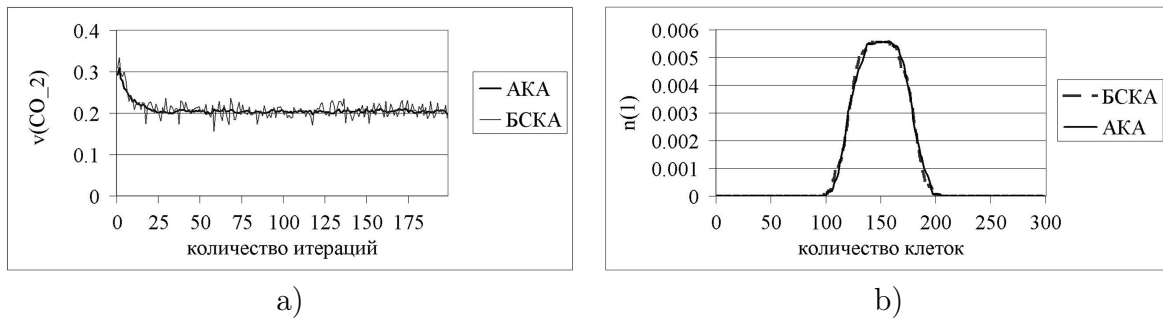 0.4
0.3
0.2
0.1
0
v(CO_2)
0 25 50 75 100 125 150 175
количество итераций
АКА
БСКА
a)
0.006
0.005
0.004
0.003
0.002
0.001
0
n(1)
0 50 100 150 200 250 300
количество клеток
БСКА
АКА
b)